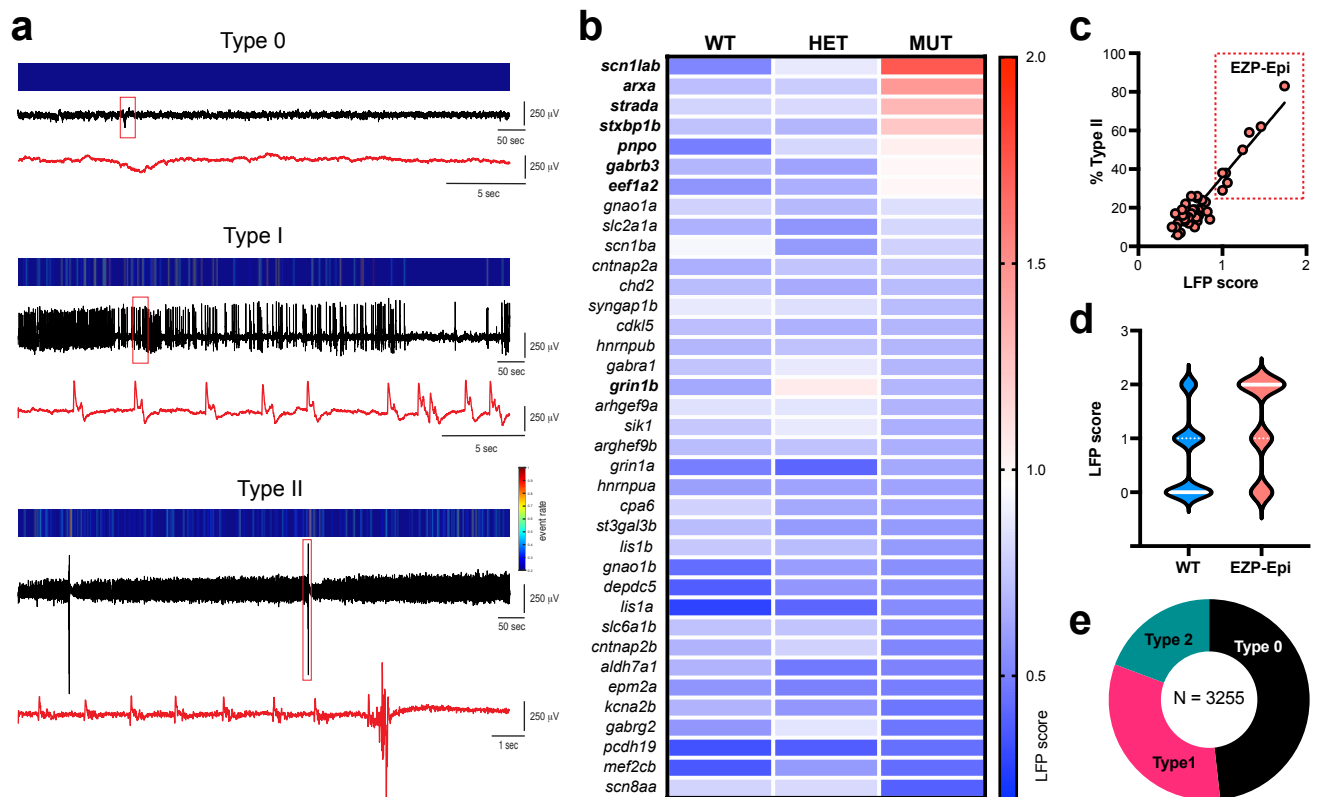 a
Type 0
250 µV
50 sec
250 µV
5 sec
Type I
250 µV
50 sec
250 µV
5 sec
Type II
event rate
250 µV
50 sec
250 µV
1 sec
b
WT HET MUT
scn1lab
arxa
strada
stxbp1b
pnpo
gabrb3
eef1a2
gnao1a
slc2a1a
scn1ba
cntnap2a
chd2
syngap1b
cdkl5
hnrnpub
gabra1
grin1b
arhgef9a
sik1
arghef9b
grin1a
hnrnpua
cpa6
st3gal3b
lis1b
gnao1b
depdc5
lis1a
slc6a1b
cntnap2b
aldh7a1
epm2a
kcna2b
gabrg2
pcdh19
mef2cb
scn8aa
2.0
1.5
1.0
0.5
LFP score
c
100
80
60
40
20
0
% Type II
EZP-Epi
0 1 2
LFP score
d
3
2
1
0
LFP score
WT EZP-Epi
e
Type 2
Type 0
N = 3255
Type1